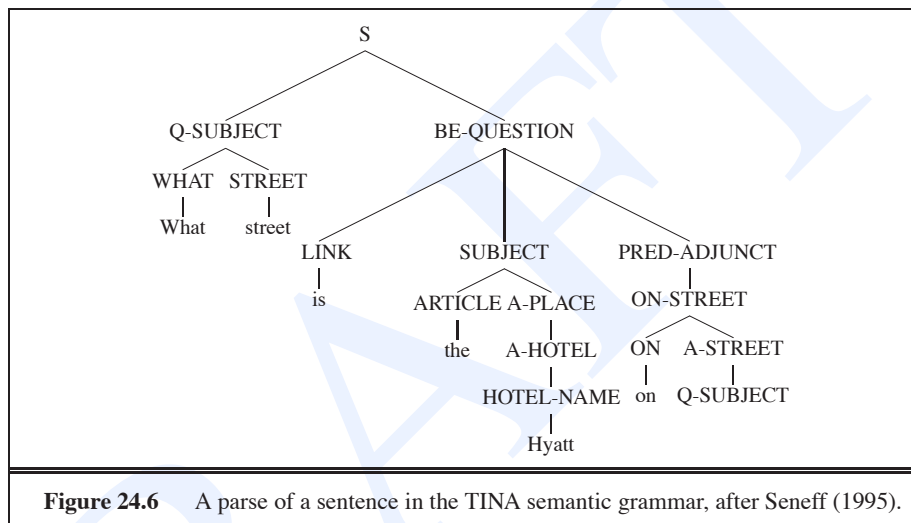 S
Q-SUBJECT BE-QUESTION
WHAT STREET
What street
LINK SUBJECT PRED-ADJUNCT
is ARTICLE A-PLACE ON-STREET
the A-HOTEL ON A-STREET
HOTEL-NAME on Q-SUBJECT
Hyatt
Figure 24.6 A parse of a sentence in the TINA semantic grammar, after Seneff (1995).